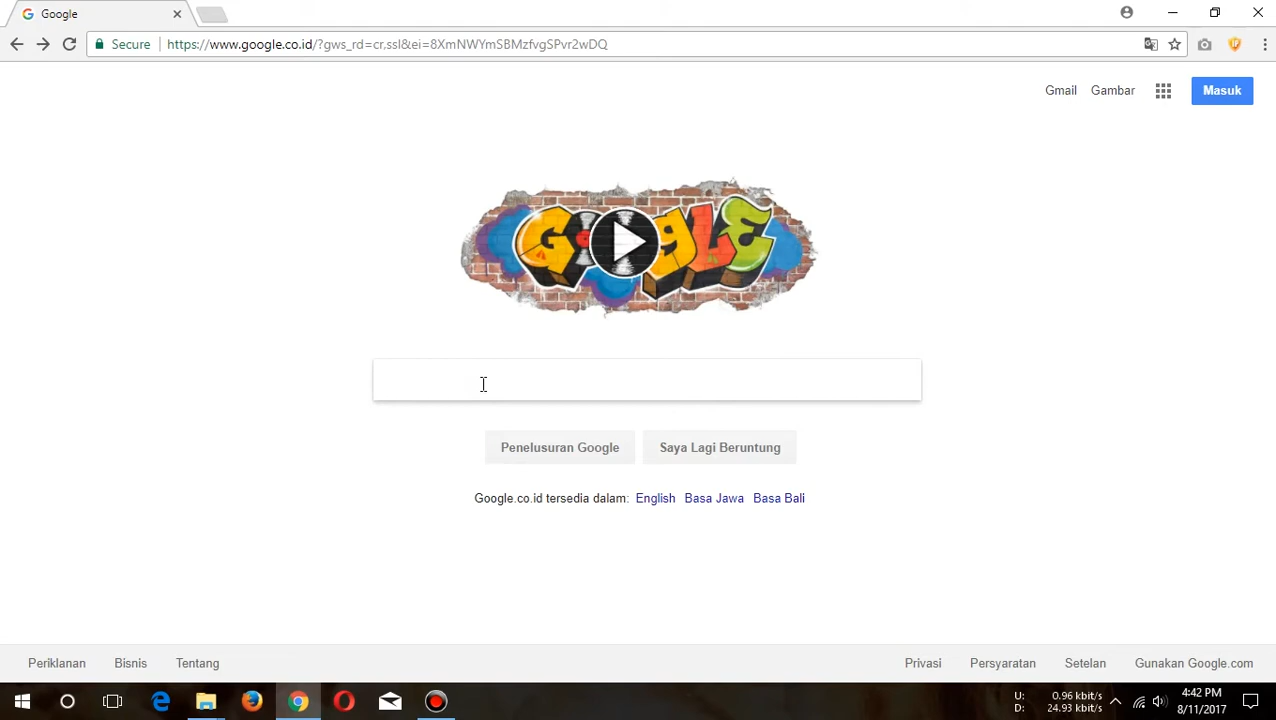 Google
Secure https://www.google.co.id/?gws_rd=cr,ssl&ei=8XmNWYmSBMzfvgSPvr2wDQ
Gmail Gambar Masuk
GOOGLE
Penelusuran Google Saya Lagi Beruntung
Google.co.id tersedia dalam: English Basa Jawa Basa Bali
Periklanan Bisnis Tentang Privasi Persyaratan Setelan Gunakan Google.com
U: 0.96 kbit/s 4:42 PM
D: 24.93 kbit/s 8/11/2017